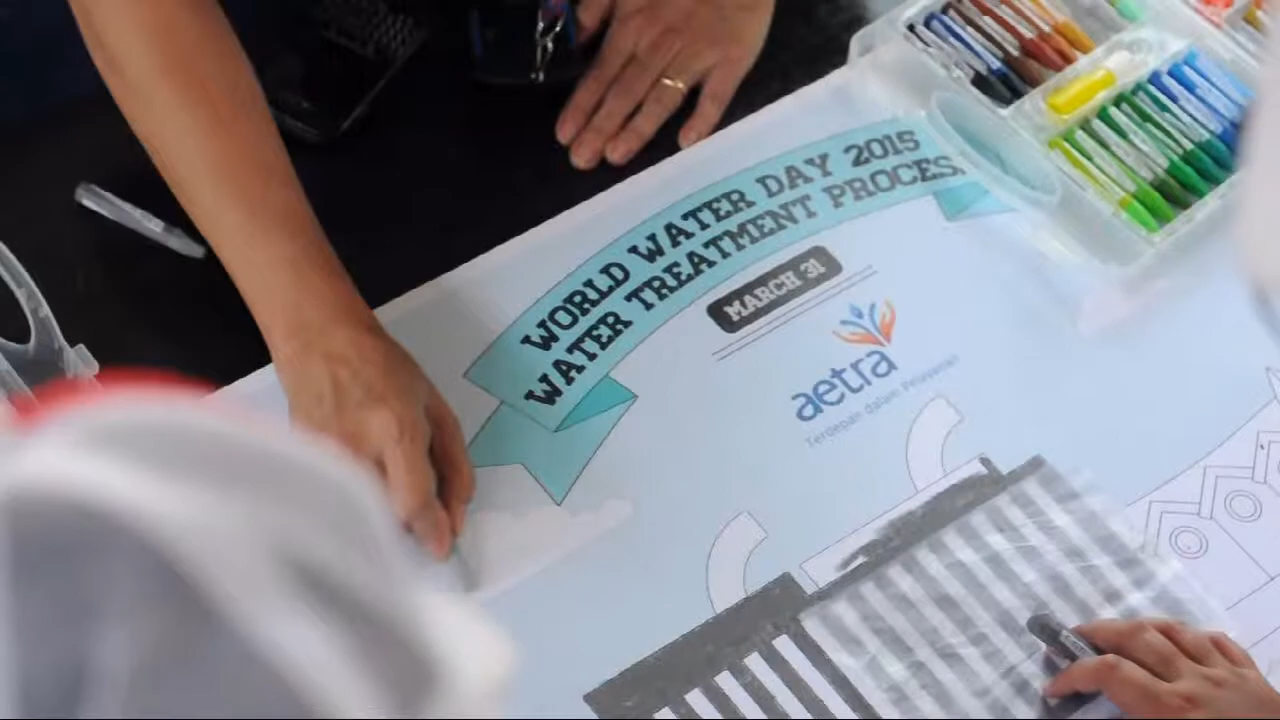 WORLD WATER DAY 2015
WATER TREATMENT PROCES
MARCH 31
aetra
Terdepan dalam Pelayanan